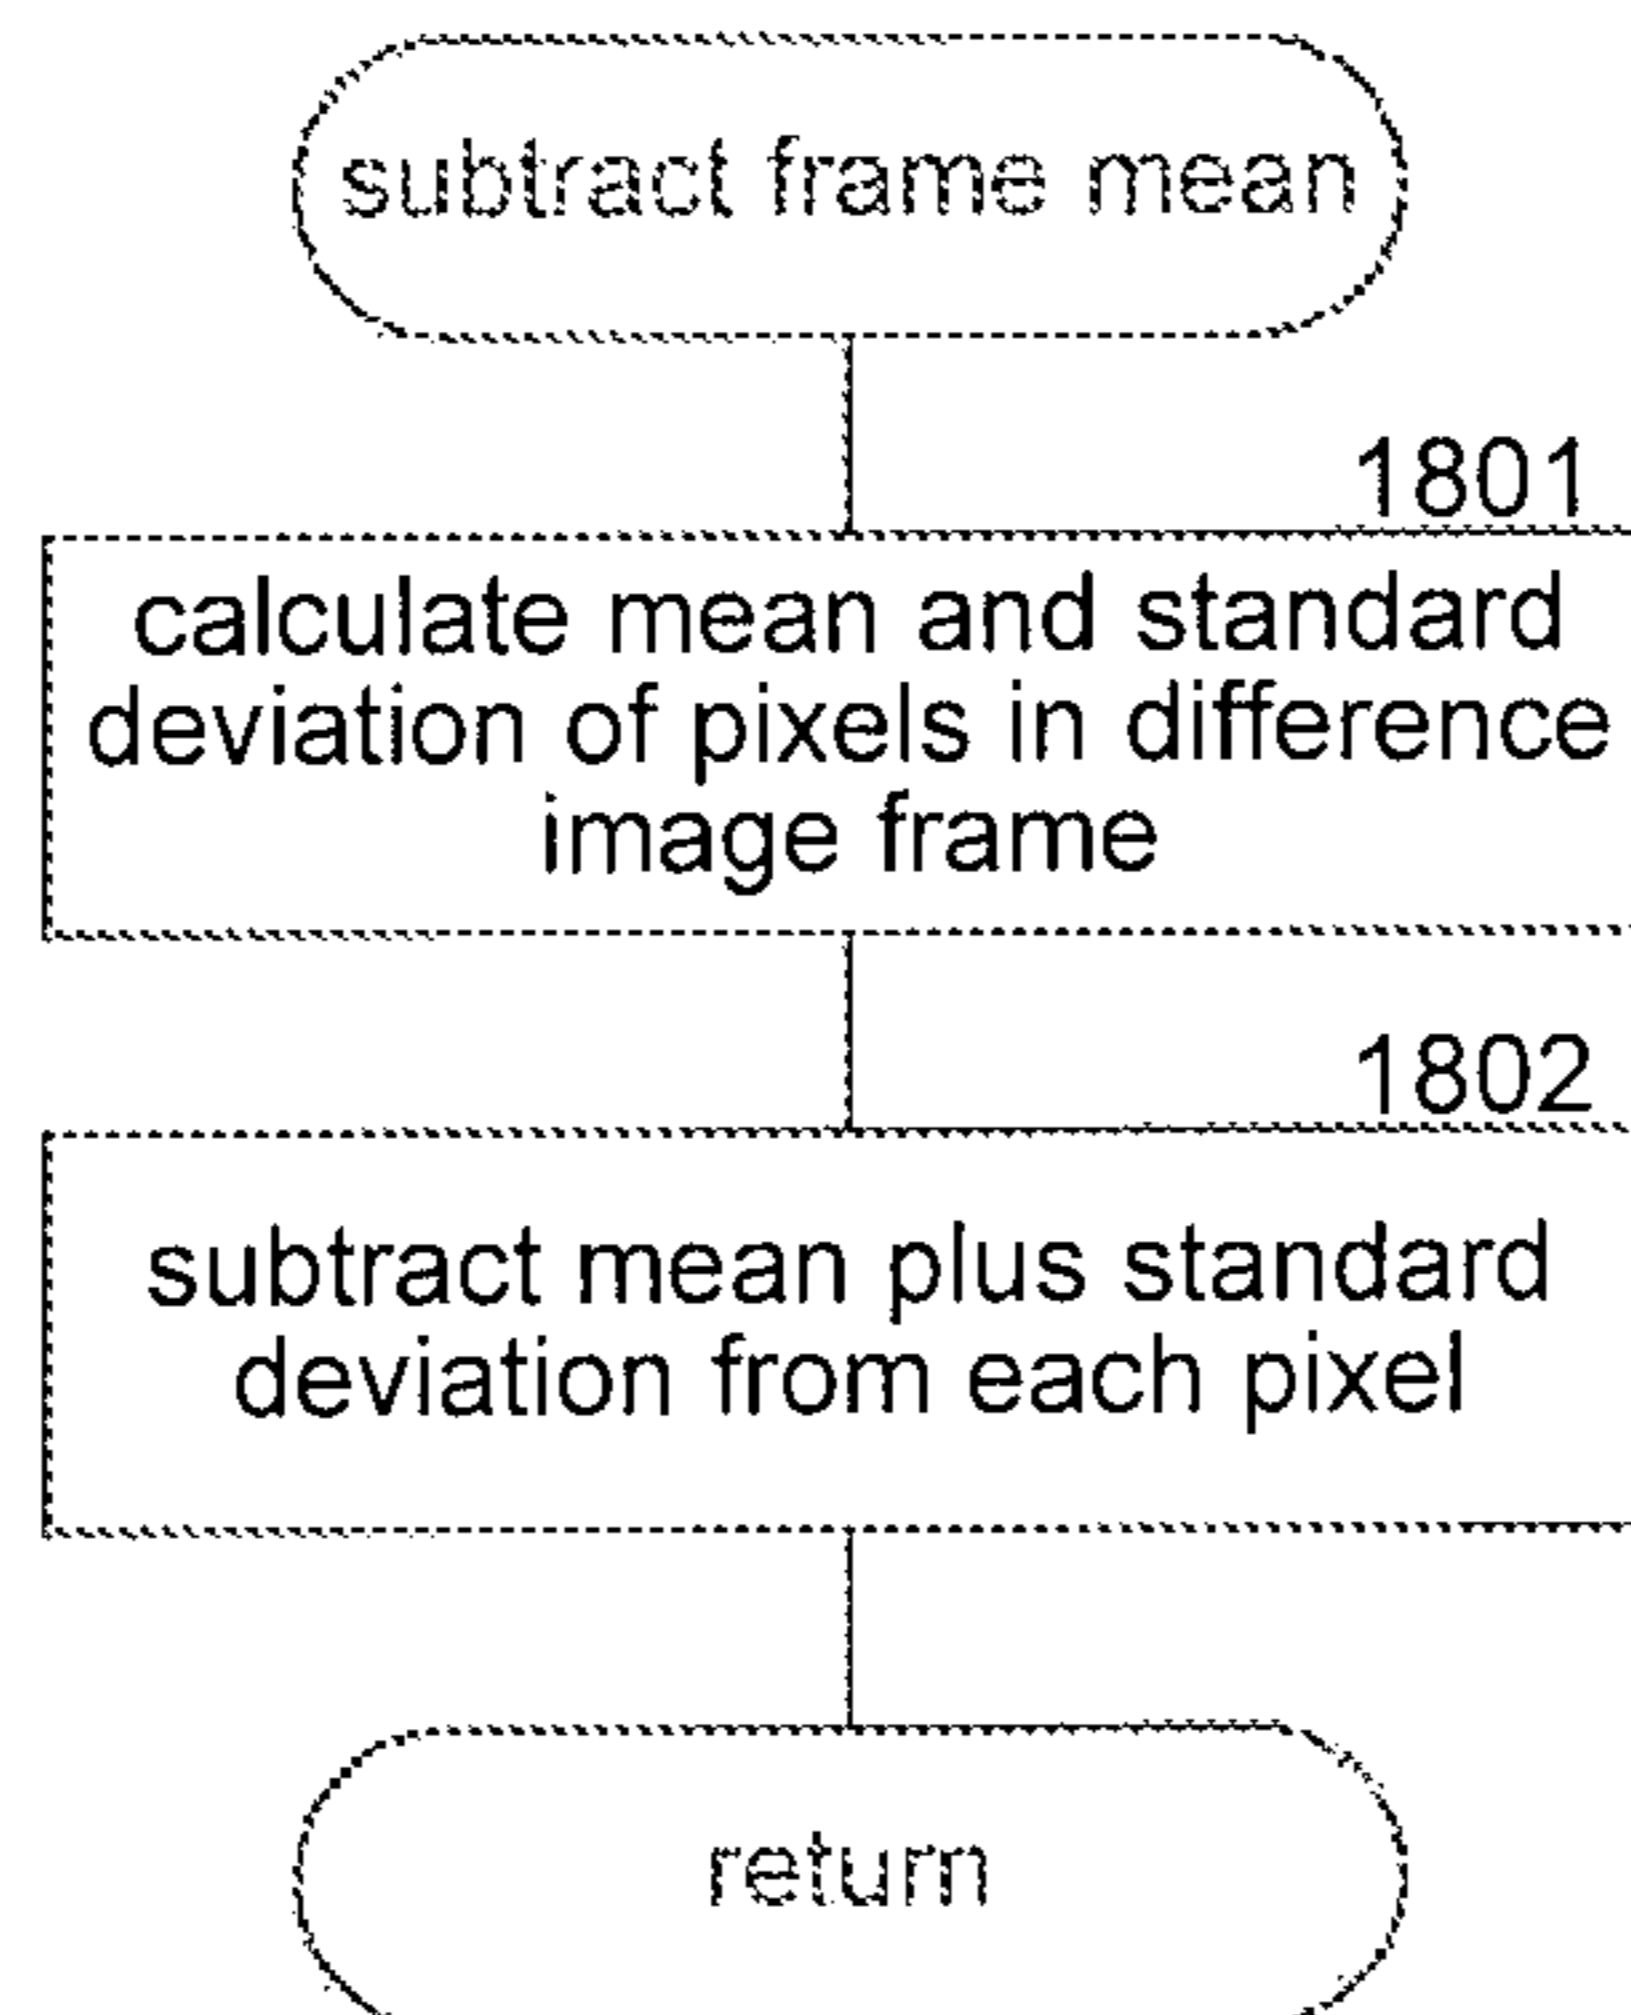 subtract frame mean
1801
calculate mean and standard
deviation of pixels in difference
image frame
1802
subtract mean plus standard
deviation from each pixel
return